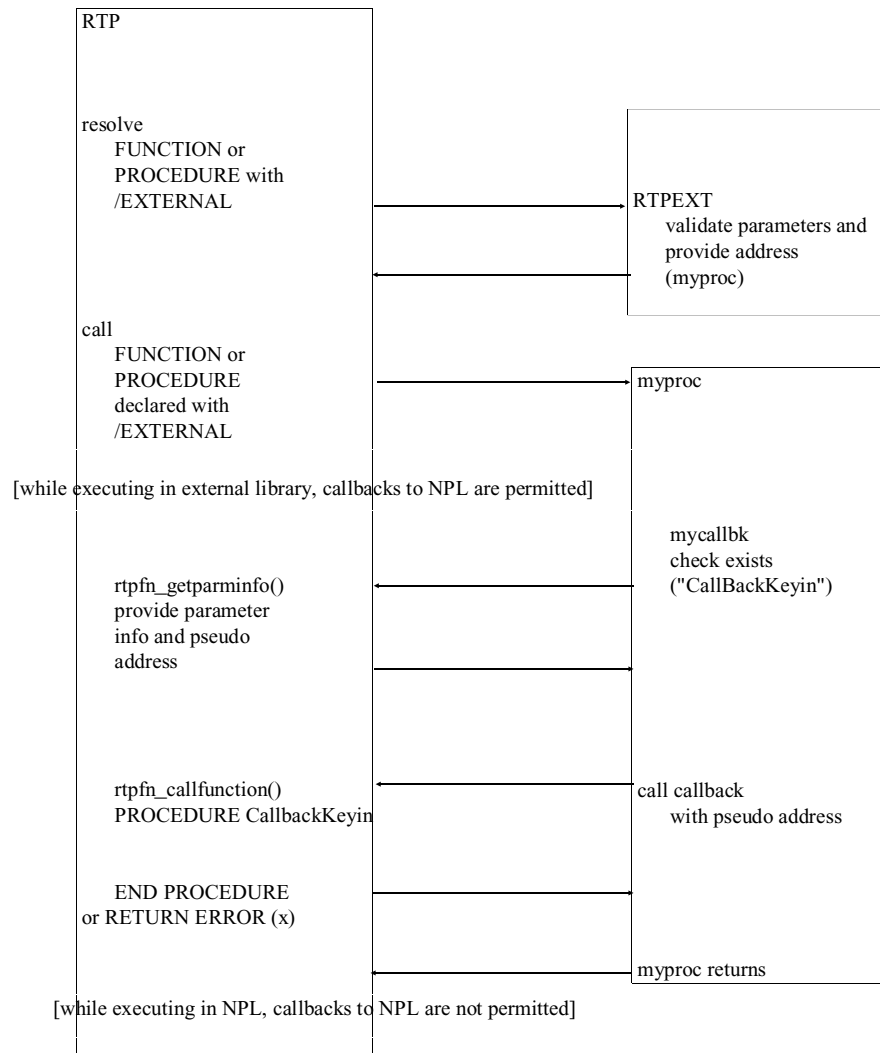 RTP
resolve
FUNCTION or
PROCEDURE with
/EXTERNAL
RTPEXT
validate parameters and
provide address
(myproc)
call
FUNCTION or
PROCEDURE
declared with
/EXTERNAL
myproc
[while executing in external library, callbacks to NPL are permitted]
mycallbk
check exists
("CallBackKeyin")
rtpfn_getparminfo()
provide parameter
info and pseudo
address
rtpfn_callfunction()
PROCEDURE CallbackKeyin
call callback
with pseudo address
END PROCEDURE
or RETURN ERROR (x)
myproc returns
[while executing in NPL, callbacks to NPL are not permitted]